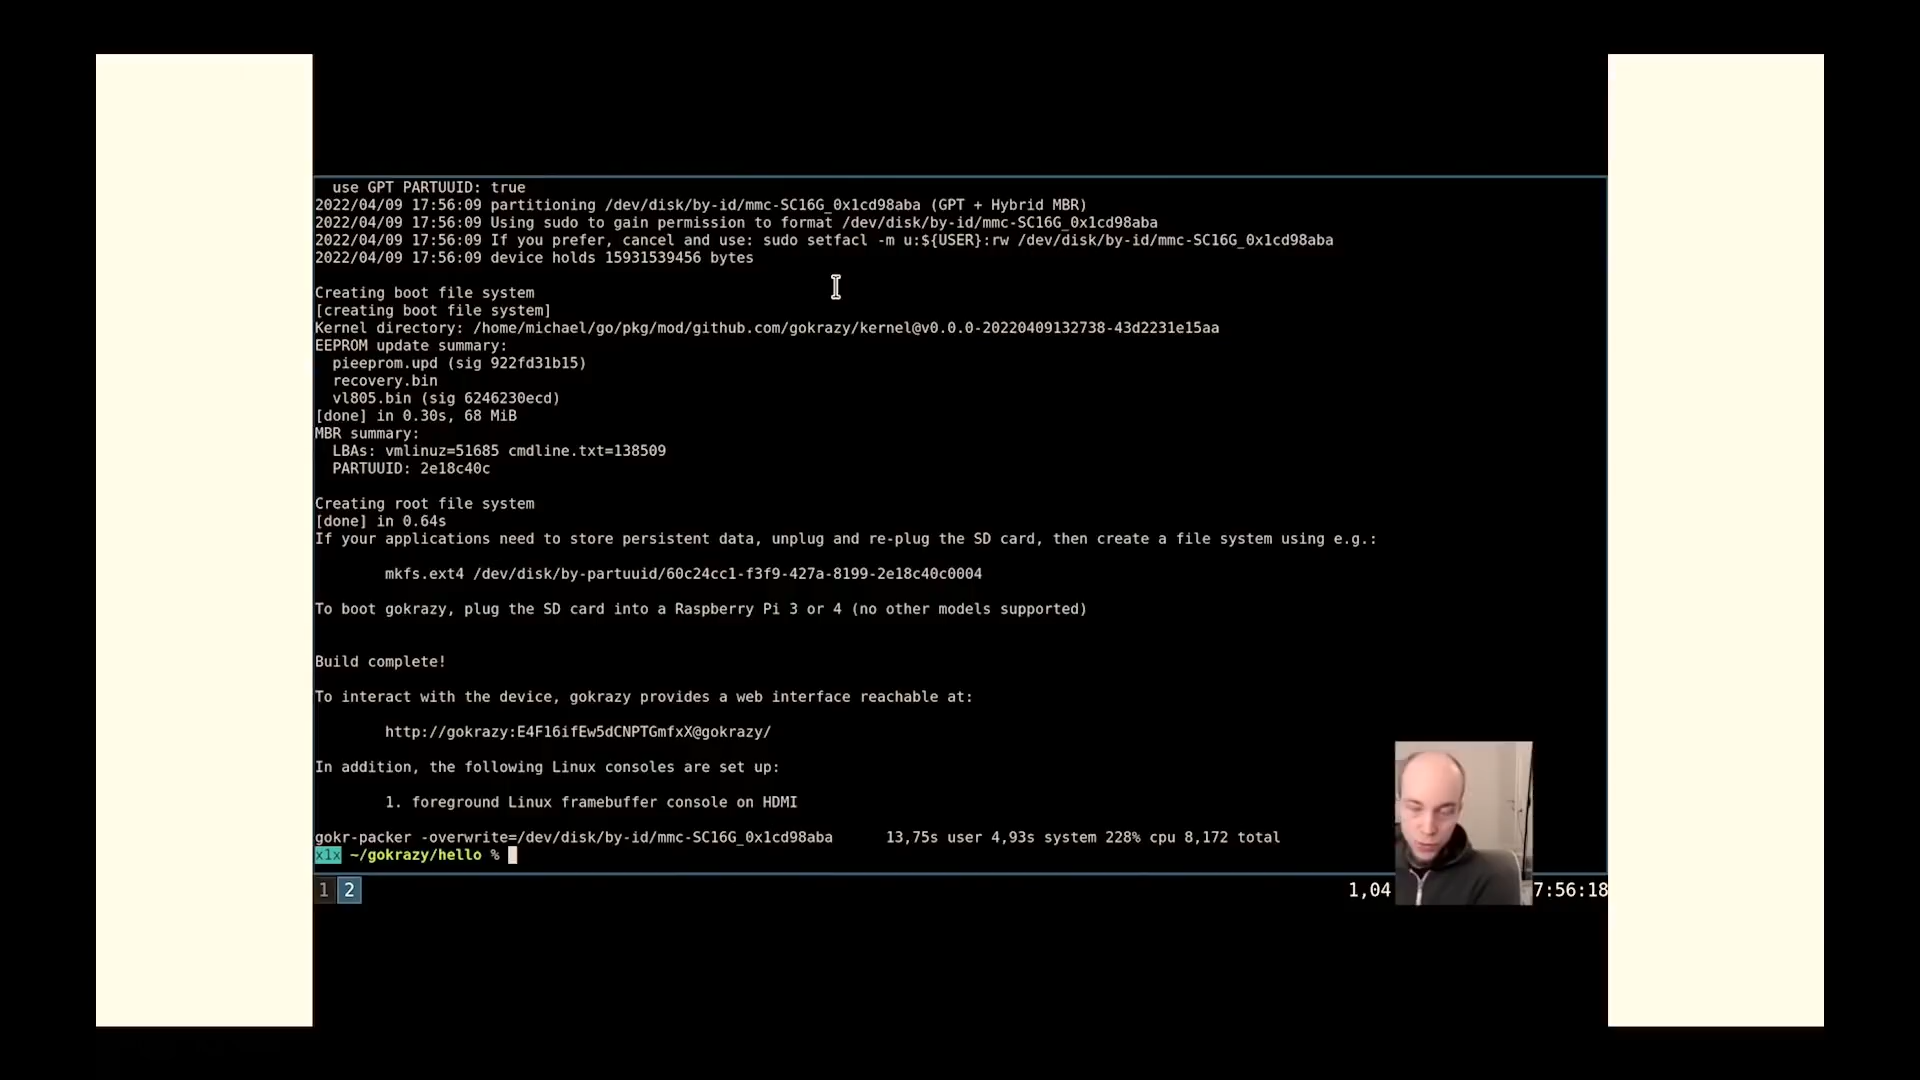 use GPT PARTUUID: true
2022/04/09 17:56:09 partitioning /dev/disk/by-id/mmc-SC16G_0x1cd98aba (GPT + Hybrid MBR)
2022/04/09 17:56:09 Using sudo to gain permission to format /dev/disk/by-id/mmc-SC16G_0x1cd98aba
2022/04/09 17:56:09 If you prefer, cancel and use: sudo setfacl -m u:${USER}:rw /dev/disk/by-id/mmc-SC16G_0x1cd98aba
2022/04/09 17:56:09 device holds 15931539456 bytes
Creating boot file system
[creating boot file system]
Kernel directory: /home/michael/go/pkg/mod/github.com/gokrazy/kernel@v0.0.0-20220409132738-43d2231e15aa
EEPROM update summary:
pieeprom.upd (sig 922fd31b15)
recovery.bin
vl805.bin (sig 6246230ecd)
[done] in 0.30s, 68 MiB
MBR summary:
LBAs: vmlinuz=51685 cmdline.txt=138509
PARTUUID: 2e18c40c
Creating root file system
[done] in 0.64s
If your applications need to store persistent data, unplug and re-plug the SD card, then create a file system using e.g.:
mkfs.ext4 /dev/disk/by-partuuid/60c24cc1-f3f9-427a-8199-2e18c40c0004
To boot gokrazy, plug the SD card into a Raspberry Pi 3 or 4 (no other models supported)
Build complete!
To interact with the device, gokrazy provides a web interface reachable at:
http://gokrazy:E4F16ifEw5dCNPTGmfxX@gokrazy/
In addition, the following Linux consoles are set up:
1. foreground Linux framebuffer console on HDMI
gokr-packer -overwrite=/dev/disk/by-id/mmc-SC16G_0x1cd98aba 13,75s user 4,93s system 228% cpu 8,172 total
x1x ~/gokrazy/hello %
1 2 1,04 7:56:18